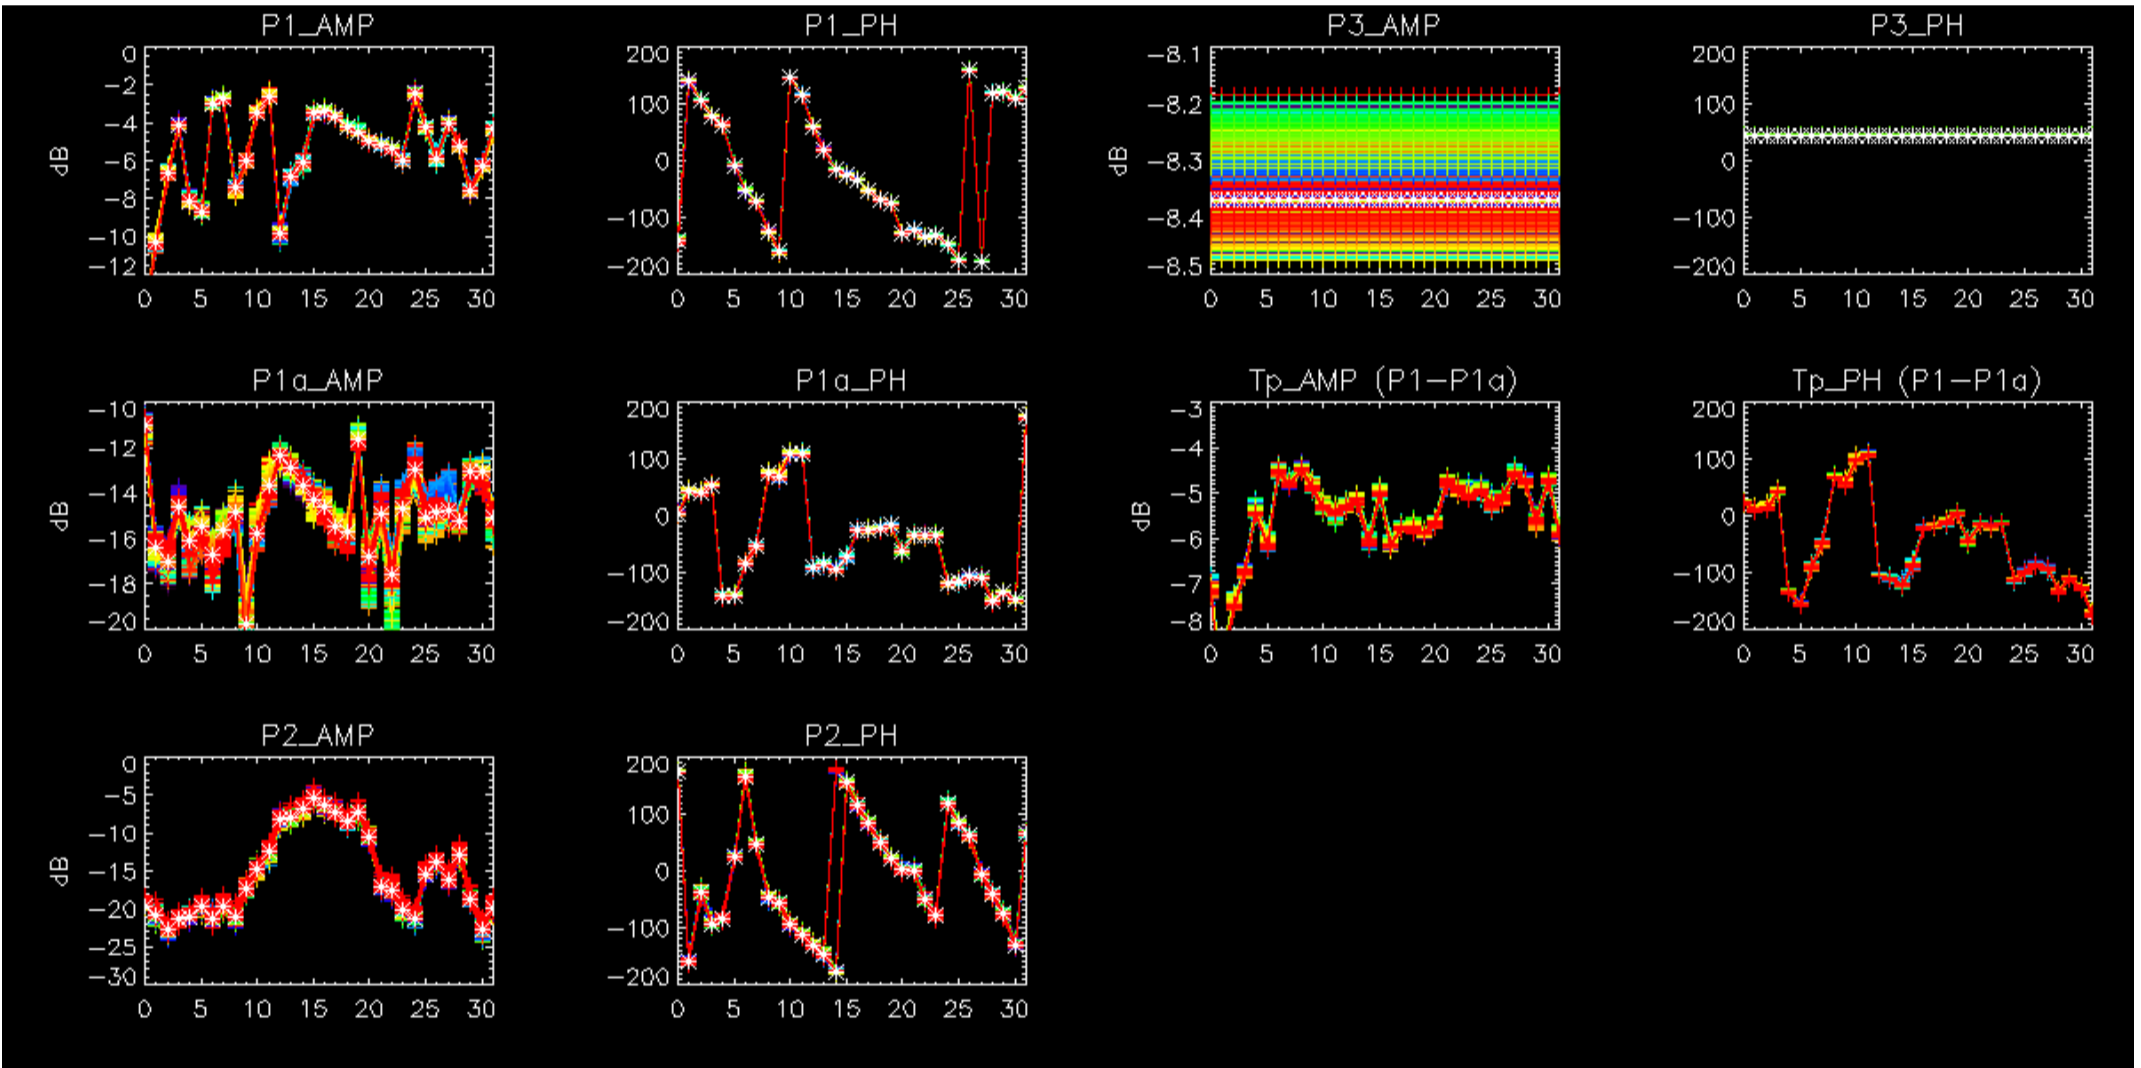 P1_AMP P1_PH P3_AMP P3_PH
0 200 -8.1 200
-2 100 -8.2 100
-4 0 -8.3 0
-6 -100 -8.4 -100
-8 -200 -8.5 -200
-10
-12
dB dB
0 5 10 15 20 25 30 0 5 10 15 20 25 30 0 5 10 15 20 25 30 0 5 10 15 20 25 30
P1a_AMP P1a_PH Tp_AMP (P1-P1a) Tp_PH (P1-P1a)
-10 200 -3 200
-12 100 -4 100
-14 0 -5 0
-16 -100 -6 -100
-18 -200 -7 -200
-20 -8
dB dB
0 5 10 15 20 25 30 0 5 10 15 20 25 30 0 5 10 15 20 25 30 0 5 10 15 20 25 30
P2_AMP P2_PH
0 200
-5 100
-10 0
-15 -100
-20 -200
-25
-30
dB
0 5 10 15 20 25 30 0 5 10 15 20 25 30